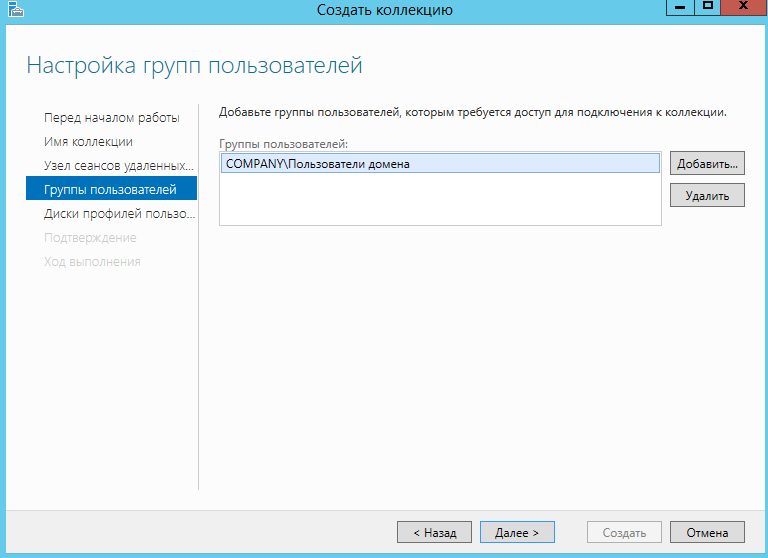 Создать коллекцию
Настройка групп пользователей
Перед началом работы
Имя коллекции
Узел сеансов удаленных...
Группы пользователей
Диски профилей пользо...
Подтверждение
Ход выполнения
Добавьте группы пользователей, которым требуется доступ для подключения к коллекции.
Группы пользователей:
COMPANY\Пользователи домена
Добавить...
Удалить
< Назад
Далее >
Создать
Отмена